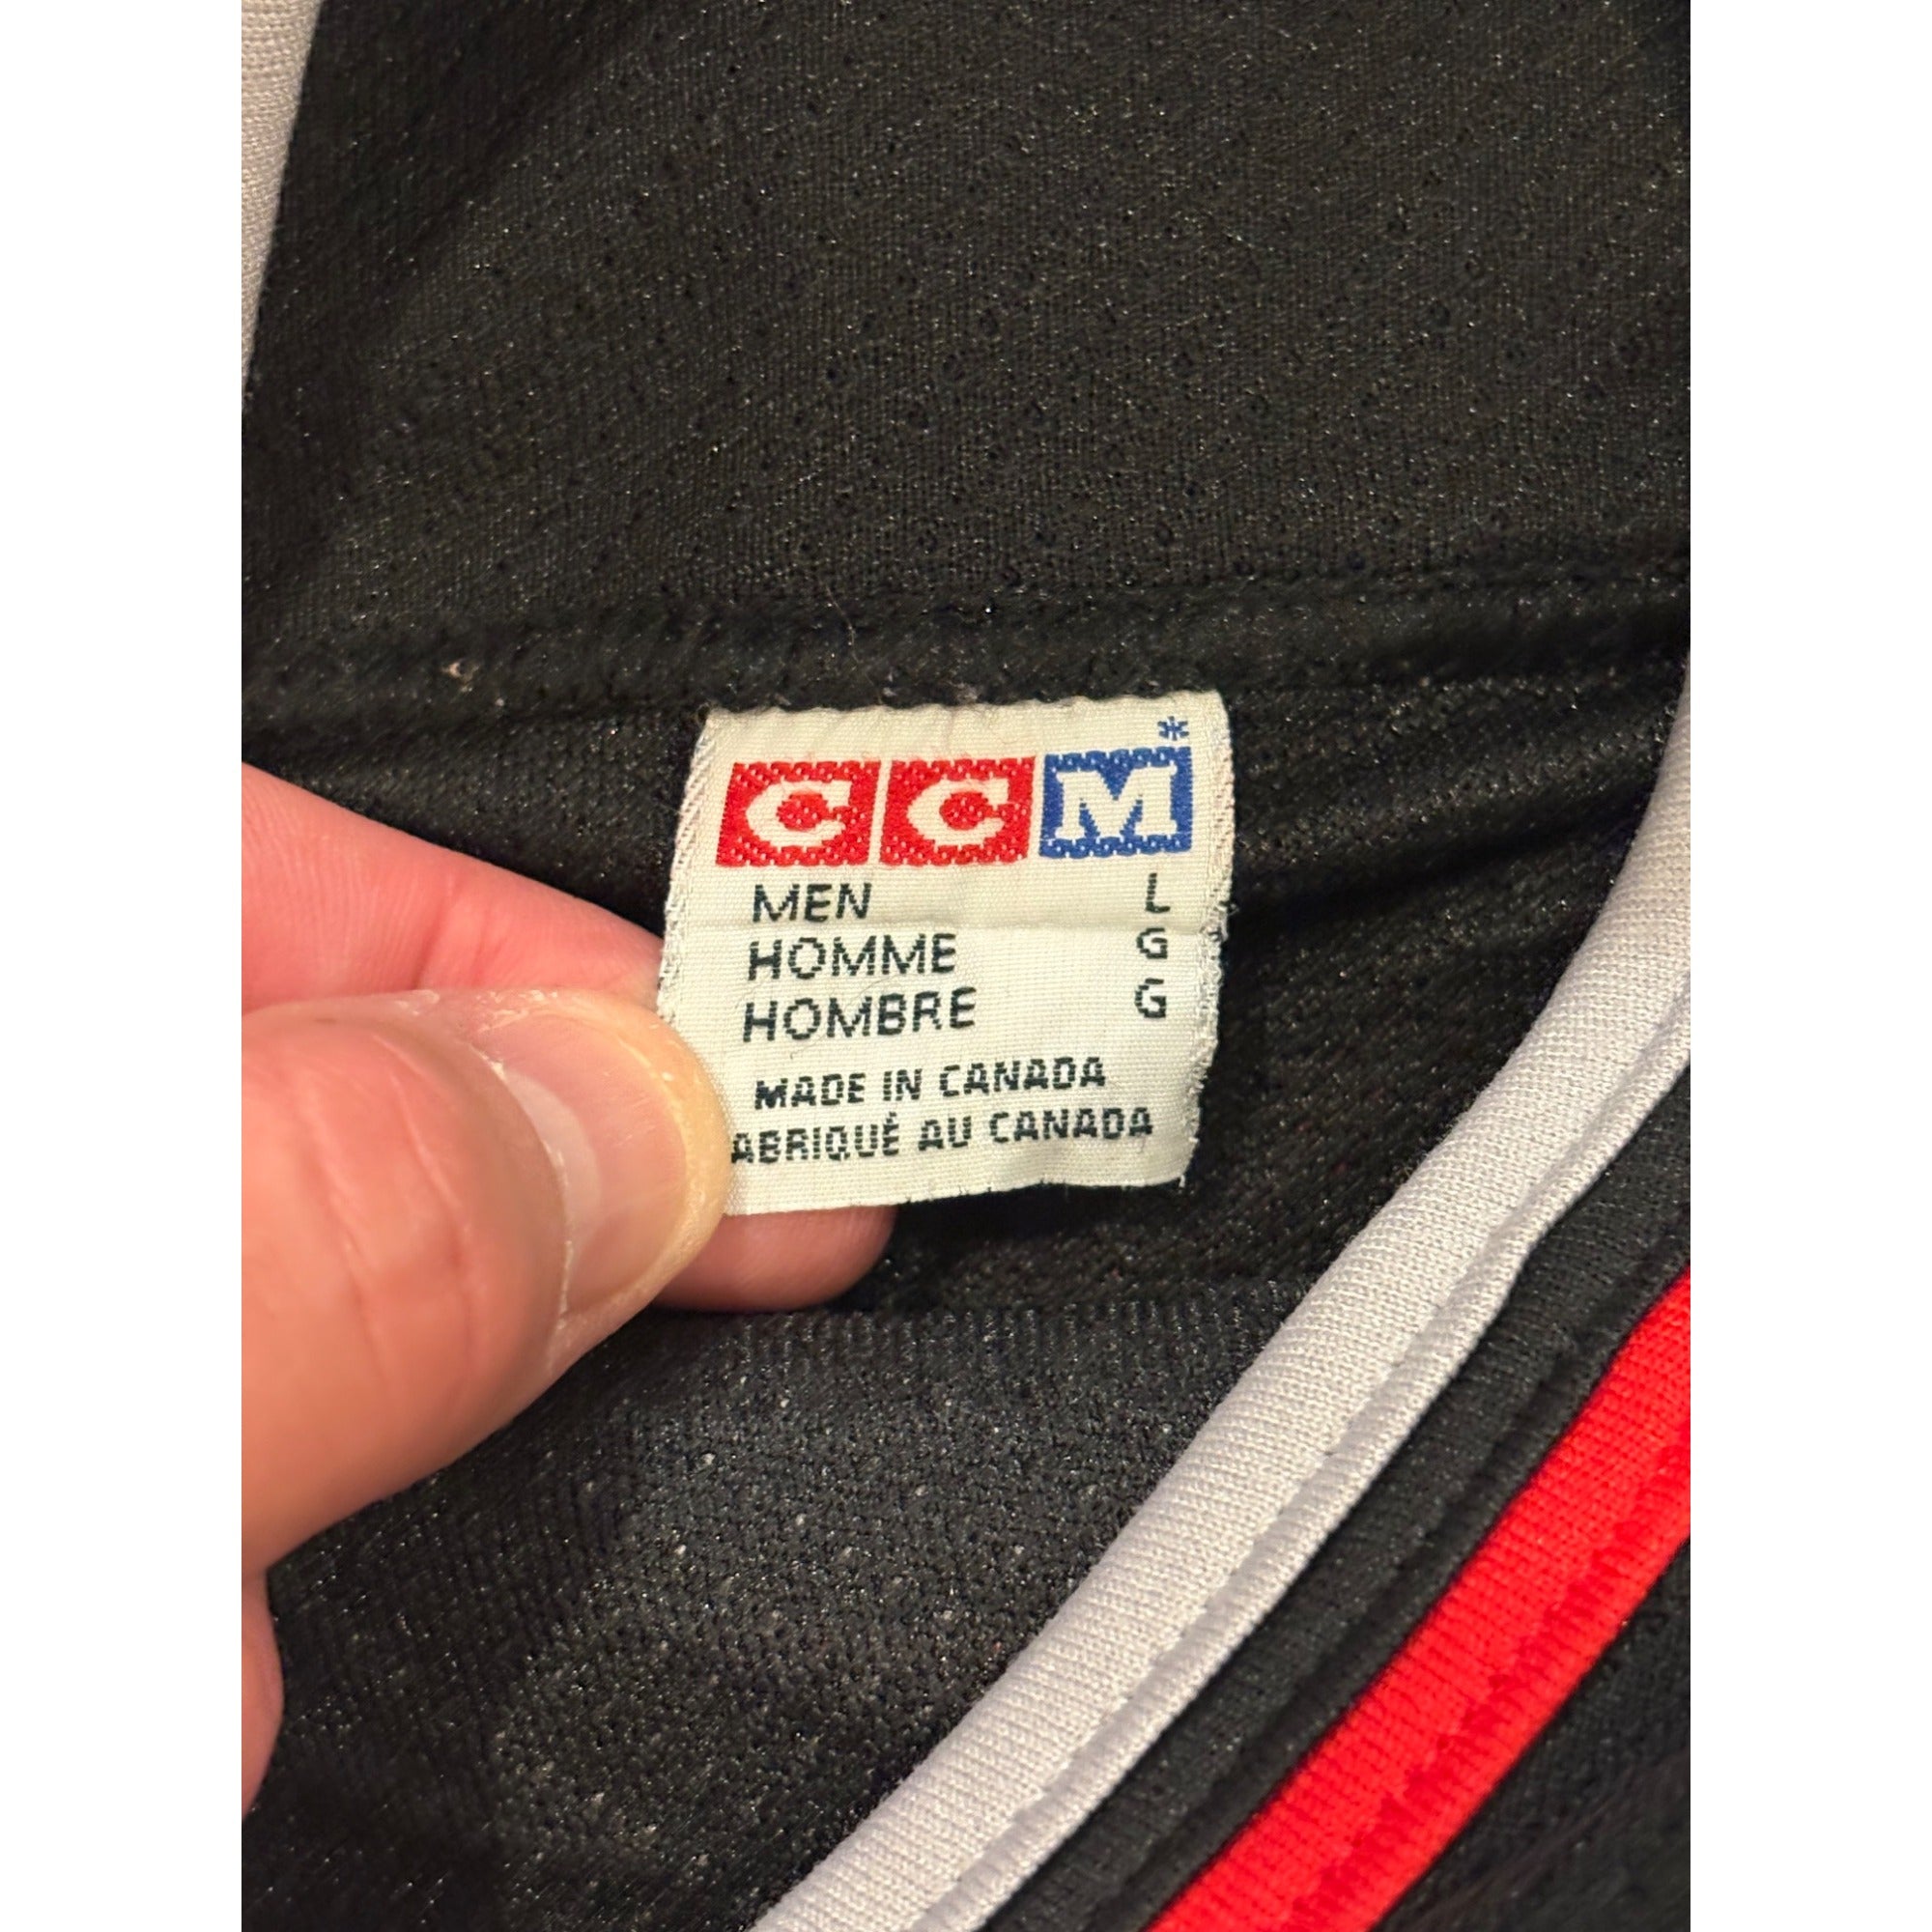 CCM*
MEN L
HOMME G
HOMBRE G
MADE IN CANADA
ABRIQUÉ AU CANADA